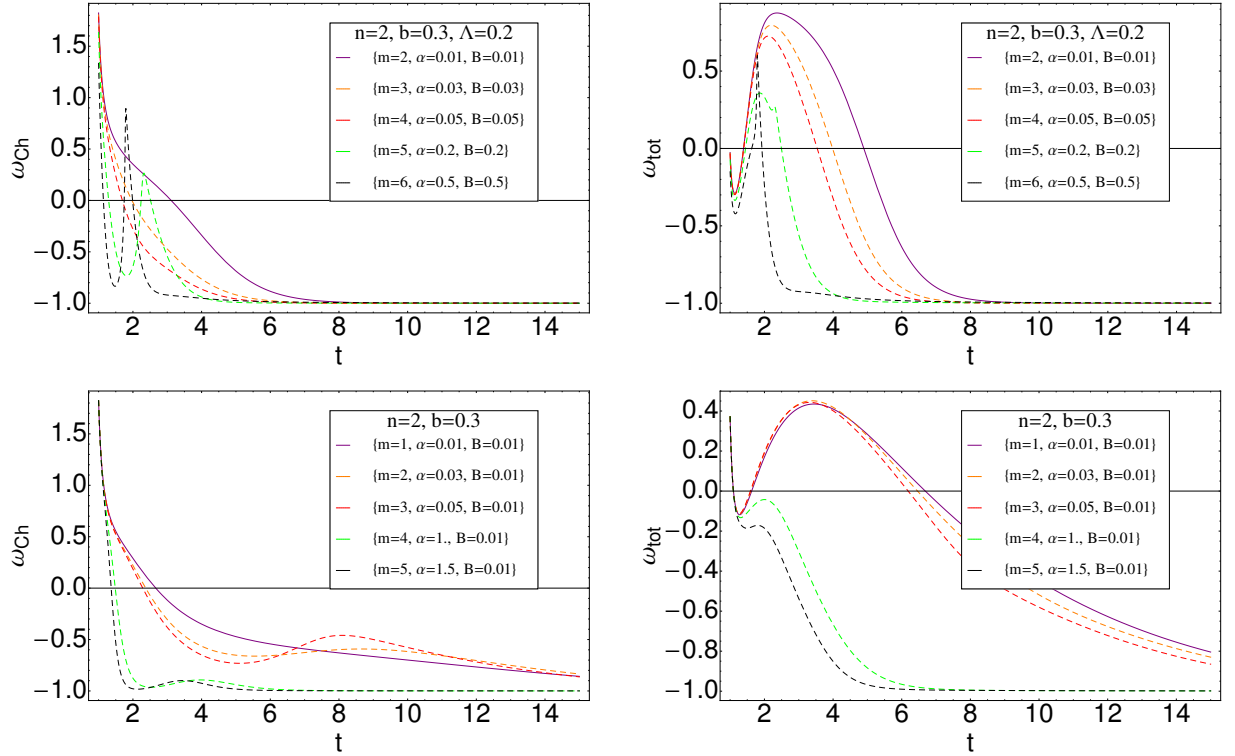 n=2, b=0.3, Λ=0.2
{m=2, α=0.01, B=0.01}
{m=3, α=0.03, B=0.03}
{m=4, α=0.05, B=0.05}
{m=5, α=0.2, B=0.2}
{m=6, α=0.5, B=0.5}
1.5
1.0
0.5
0.0
−0.5
−1.0
ωCh
2 4 6 8 10 12 14
t
n=2, b=0.3, Λ=0.2
{m=2, α=0.01, B=0.01}
{m=3, α=0.03, B=0.03}
{m=4, α=0.05, B=0.05}
{m=5, α=0.2, B=0.2}
{m=6, α=0.5, B=0.5}
0.5
0.0
−0.5
−1.0
ωtot
2 4 6 8 10 12 14
t
n=2, b=0.3
{m=1, α=0.01, B=0.01}
{m=2, α=0.03, B=0.01}
{m=3, α=0.05, B=0.01}
{m=4, α=1., B=0.01}
{m=5, α=1.5, B=0.01}
1.5
1.0
0.5
0.0
−0.5
−1.0
ωCh
2 4 6 8 10 12 14
t
n=2, b=0.3
{m=1, α=0.01, B=0.01}
{m=2, α=0.03, B=0.01}
{m=3, α=0.05, B=0.01}
{m=4, α=1., B=0.01}
{m=5, α=1.5, B=0.01}
0.4
0.2
0.0
−0.2
−0.4
−0.6
−0.8
−1.0
ωtot
2 4 6 8 10 12 14
t